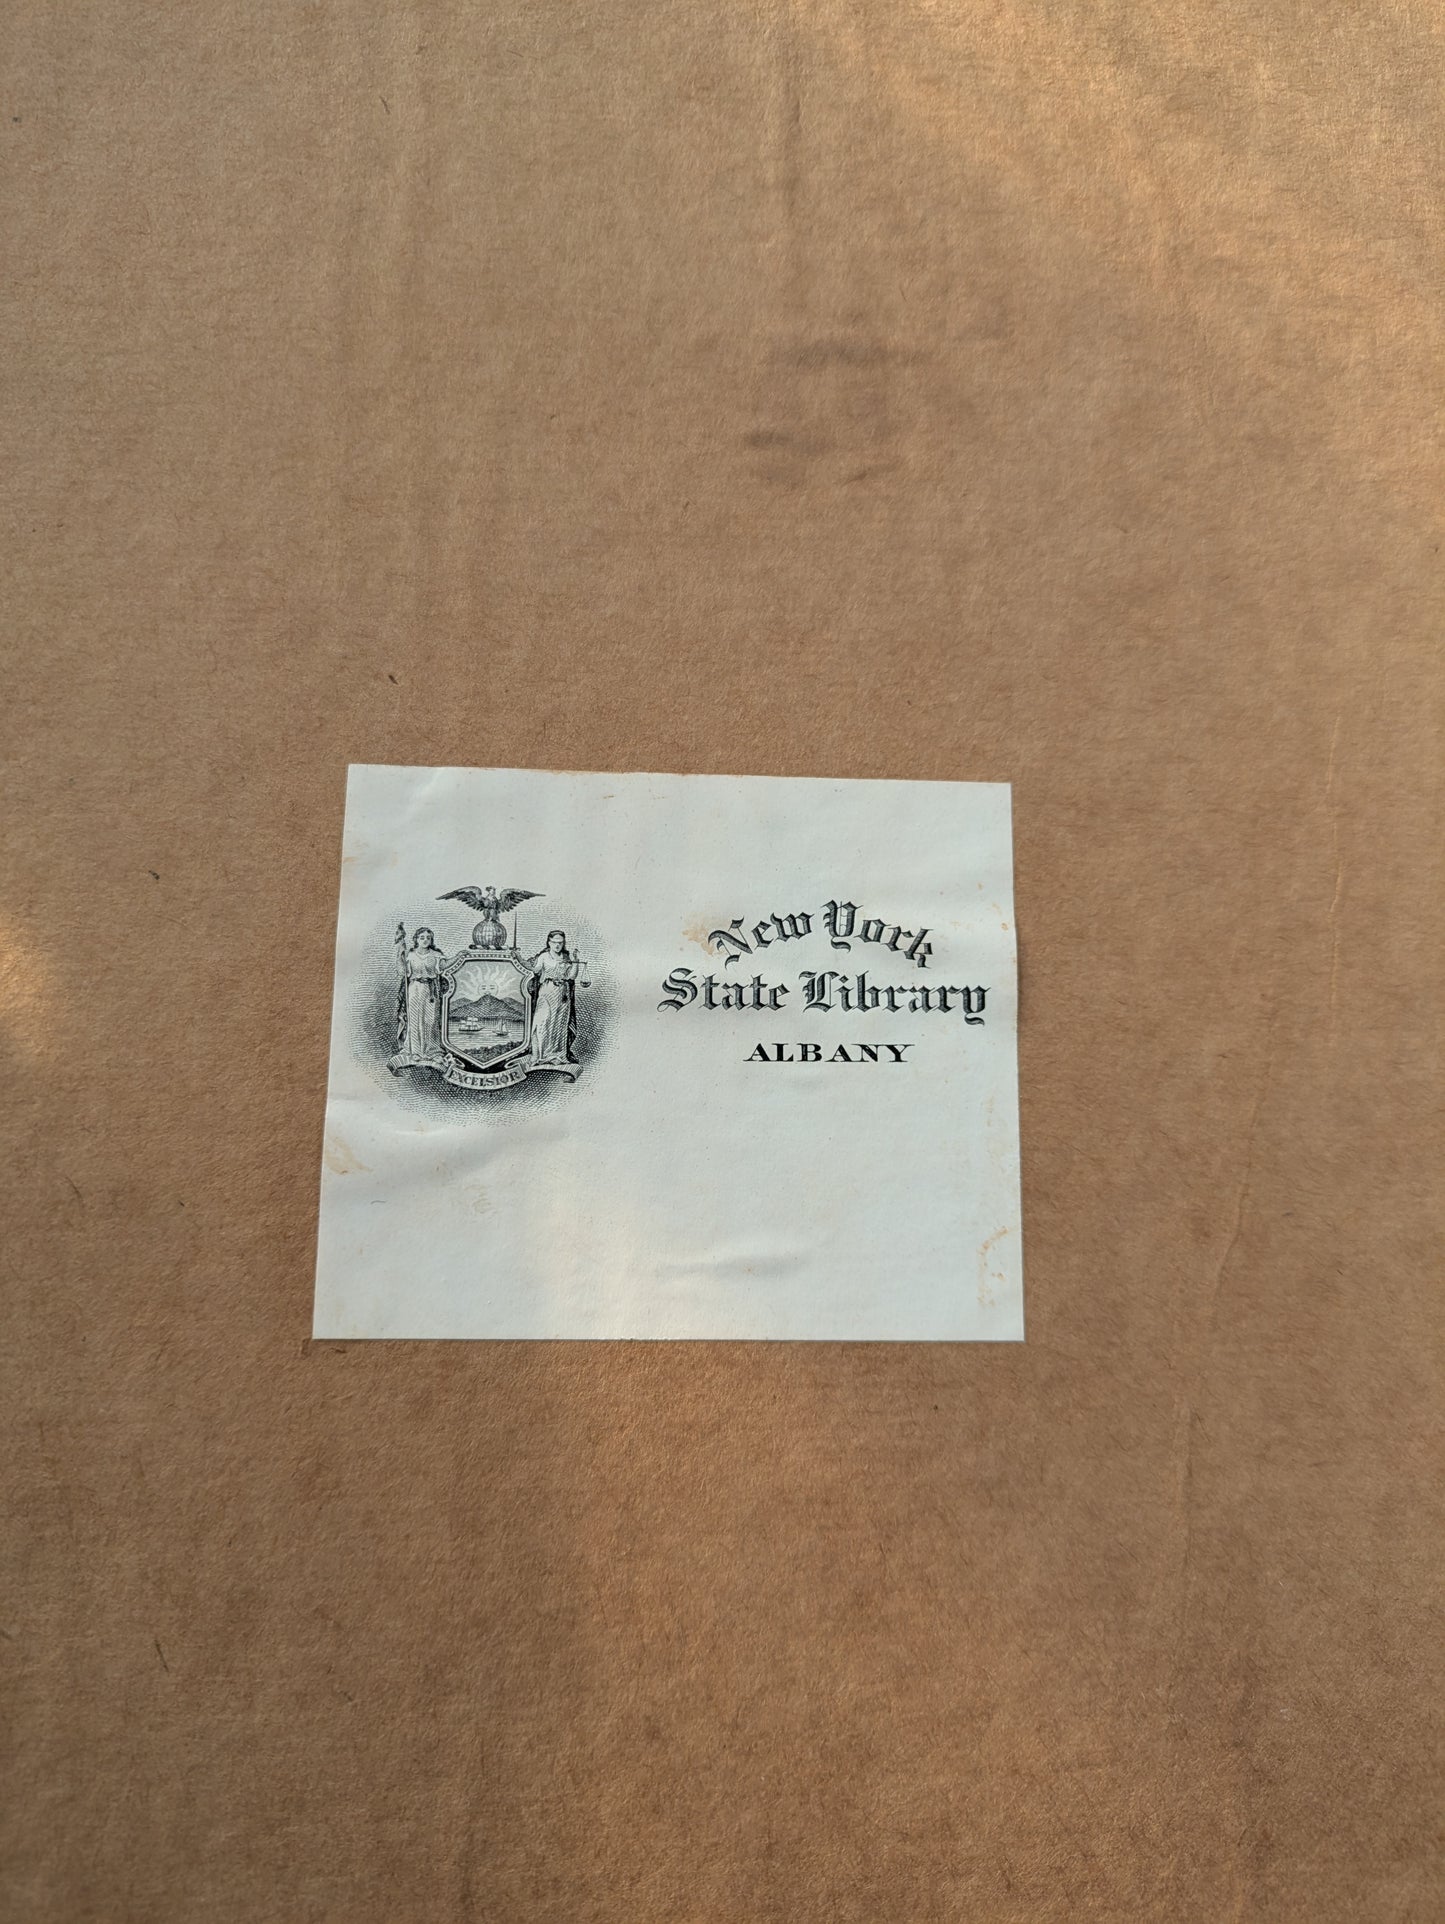 EXCELSIOR
New York
State Library
ALBANY